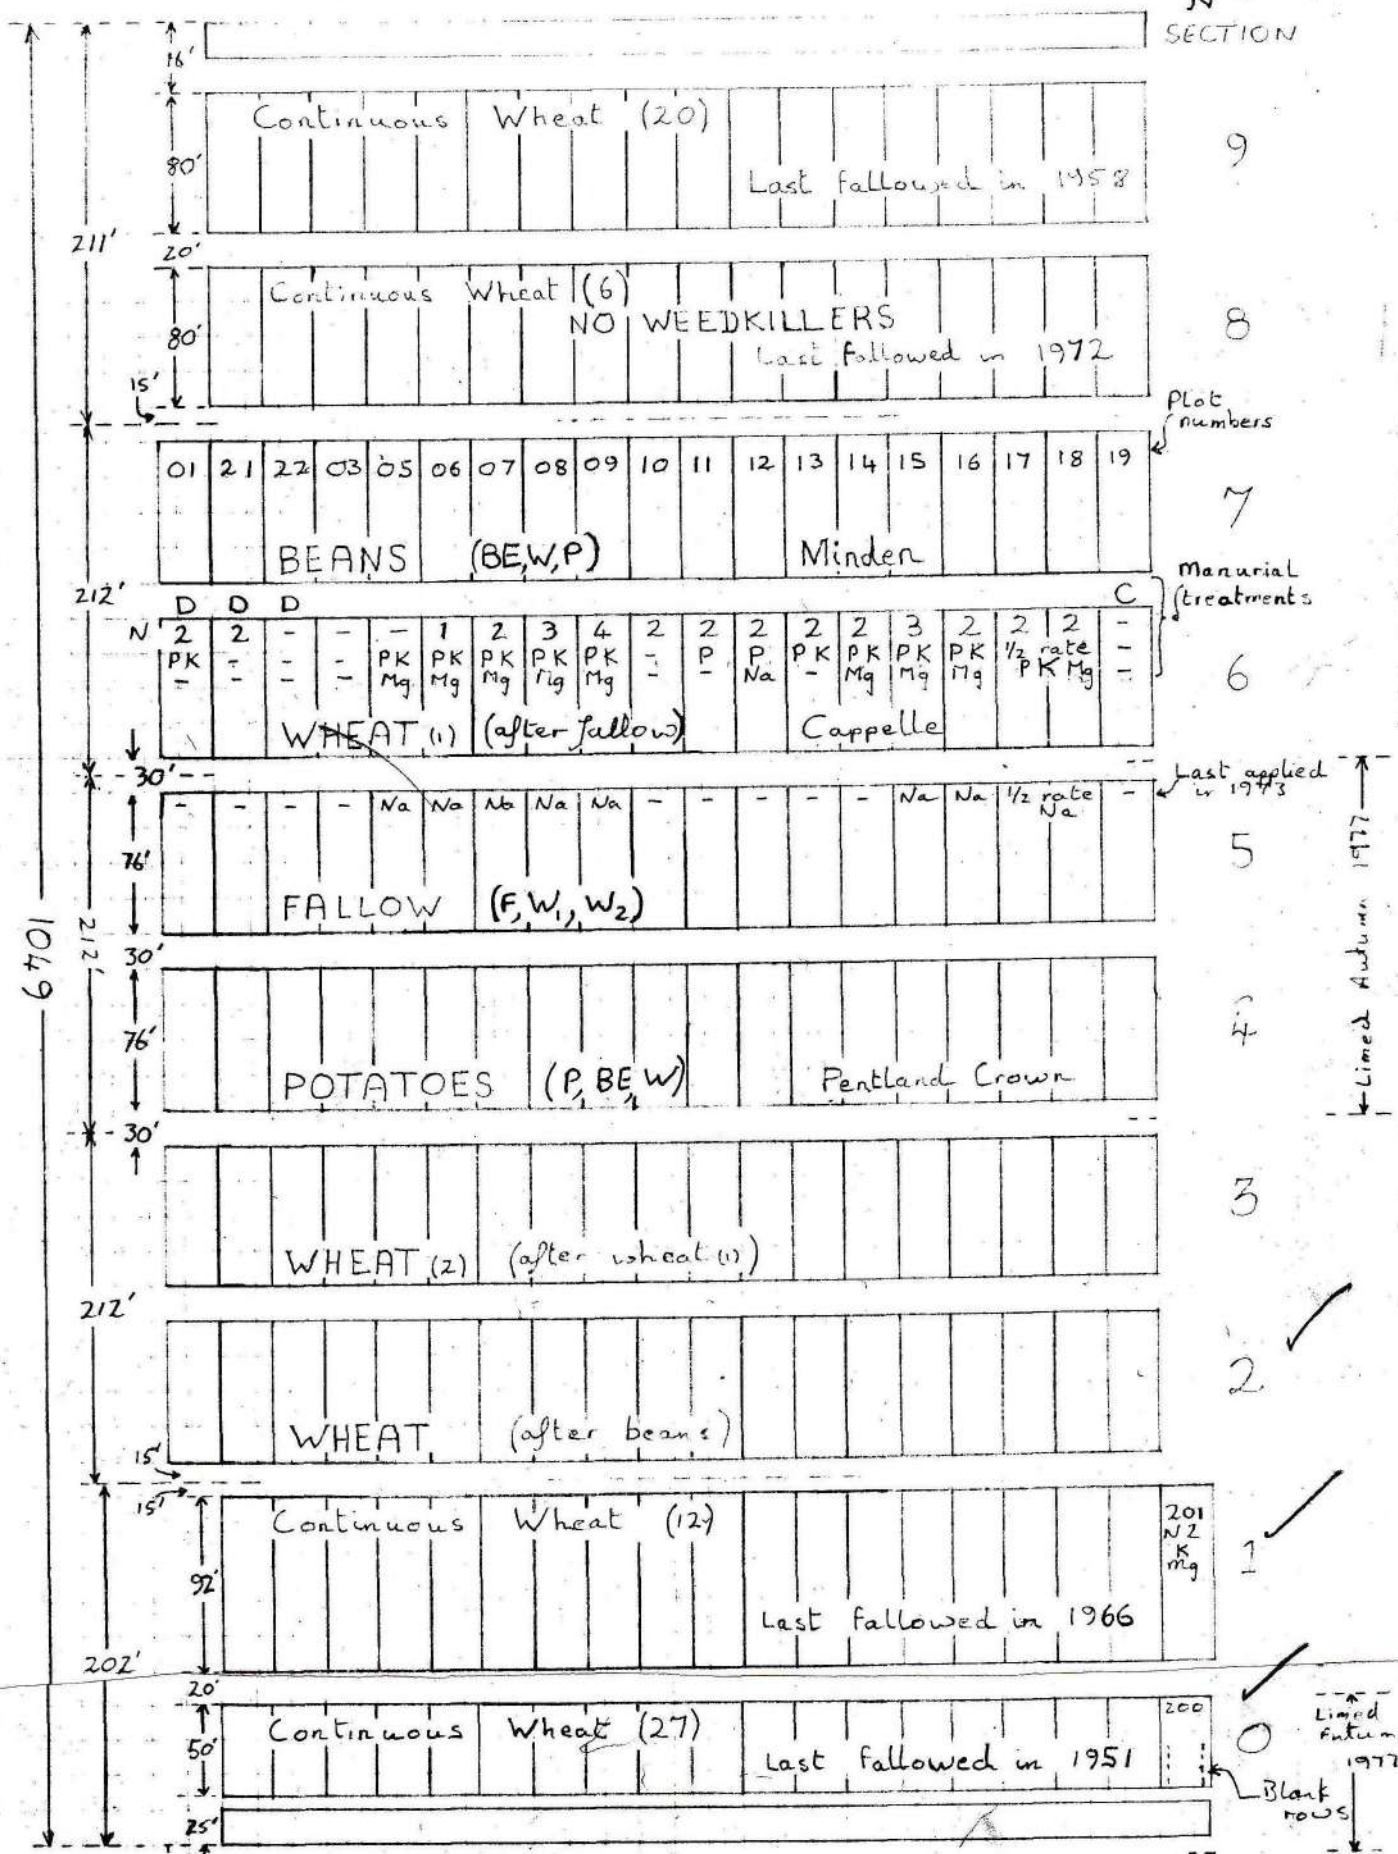 SECTION
16'
Continuous Wheat (20)
80'
Last fallowed in 1958
9
211'
20'
Continuous Wheat (6)
NO WEEDKILLERS
80'
Last fallowed in 1972
8
15'
Plot numbers
01 21 22 03 05 06 07 08 09 10 11 12 13 14 15 16 17 18 19
7
BEANS (BE,W,P) Minden
212'
Manurial treatments
D D D C
N 2 2 - - - 1 2 3 4 2 2 2 2 2 3 2 2 2 -
PK - - - PK PK PK PK PK - P P PK PK PK PK 1/2 rate -
- - - - Mg Mg Mg Mg Mg - - Na - Mg Mg Mg PK Mg -
6
WHEAT (1) (after fallow) Cappelle
30'
Last applied in 1973
- - - - Na Na Na Na Na - - - - - Na Na 1/2 rate Na -
76'
5
FALLOW (F, W1, W2)
Limed Autumn 1977
1049
212'
30'
76'
4
POTATOES (P, BE, W) Pentland Crown
30'
3
WHEAT (2) (after wheat (1))
212'
2
WHEAT (after beans)
15'
15'
Continuous Wheat (12)
201
N2
K
Mg
1
92'
Last fallowed in 1966
202'
20'
Continuous Wheat (27)
200
0
Limed
1977
50'
Last fallowed in 1951
Blank rows
25'